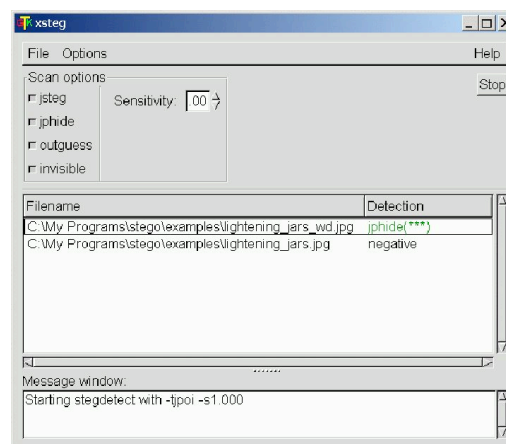 xsteg
File Options Help
Scan options
jsteg
jphide
outguess
invisible
Sensitivity: .00
Stop
Filename Detection
C:\My Programs\stego\examples\lightening_jars_wd.jpg jphide(***)
C:\My Programs\stego\examples\lightening_jars.jpg negative
Message window:
Starting stegdetect with -tjpoi -s1.000